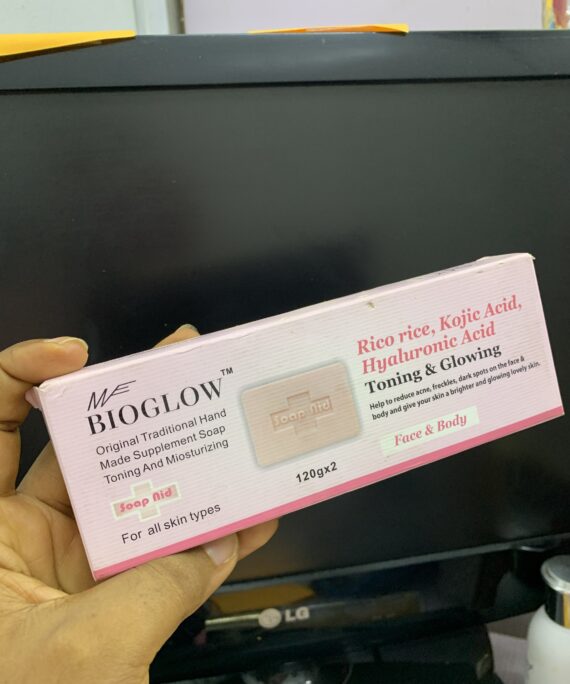 BIOGLOW™
Original Traditional Hand
Made Supplement Soap
Toning And Miosturizing
Soap Aid
For all skin types
Soap Aid
120gx2
Rico rice, Kojic Acid,
Hyaluronic Acid
Toning & Glowing
Help to reduce acne, freckles, dark spots on the face &
body and give your skin a brighter and glowing lovely skin.
Face & Body
LG